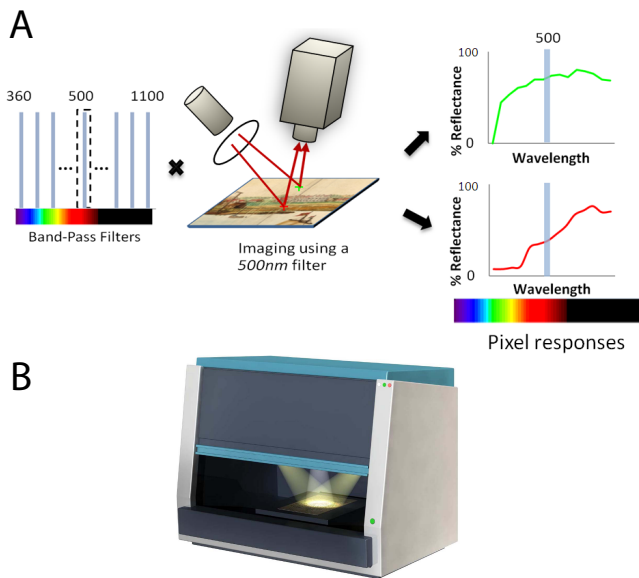 A
360 500 1100
... ...
Band-Pass Filters
Imaging using a
500nm filter
500
100
% Reflectance
0
Wavelength
100
% Reflectance
0
Wavelength
Pixel responses
B